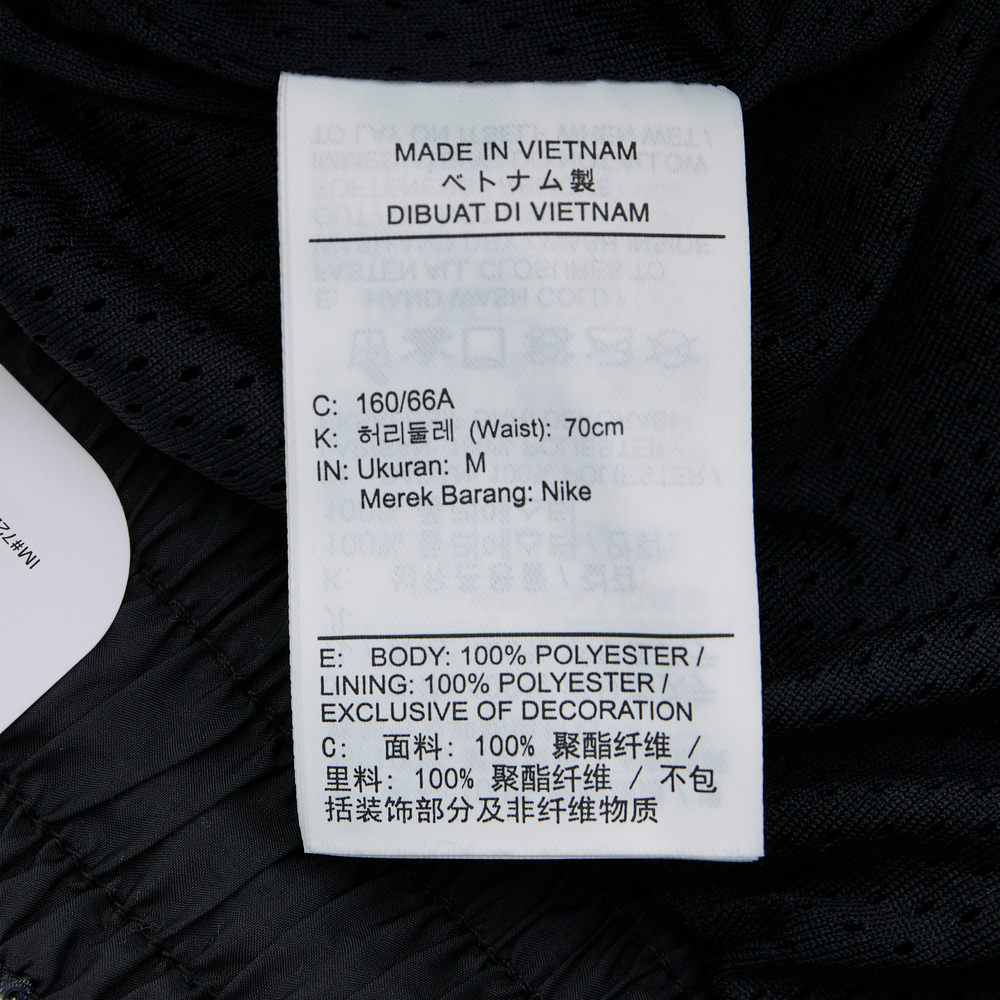 MADE IN VIETNAM
ベトナム製
DIBUAT DI VIETNAM
C: 160/66A
K: 허리둘레 (Waist): 70cm
IN: Ukuran: M
Merek Barang: Nike
E: BODY: 100% POLYESTER /
LINING: 100% POLYESTER /
EXCLUSIVE OF DECORATION
C: 面料: 100% 聚酯纤维 /
里料: 100% 聚酯纤维 / 不包
括装饰部分及非纤维物质